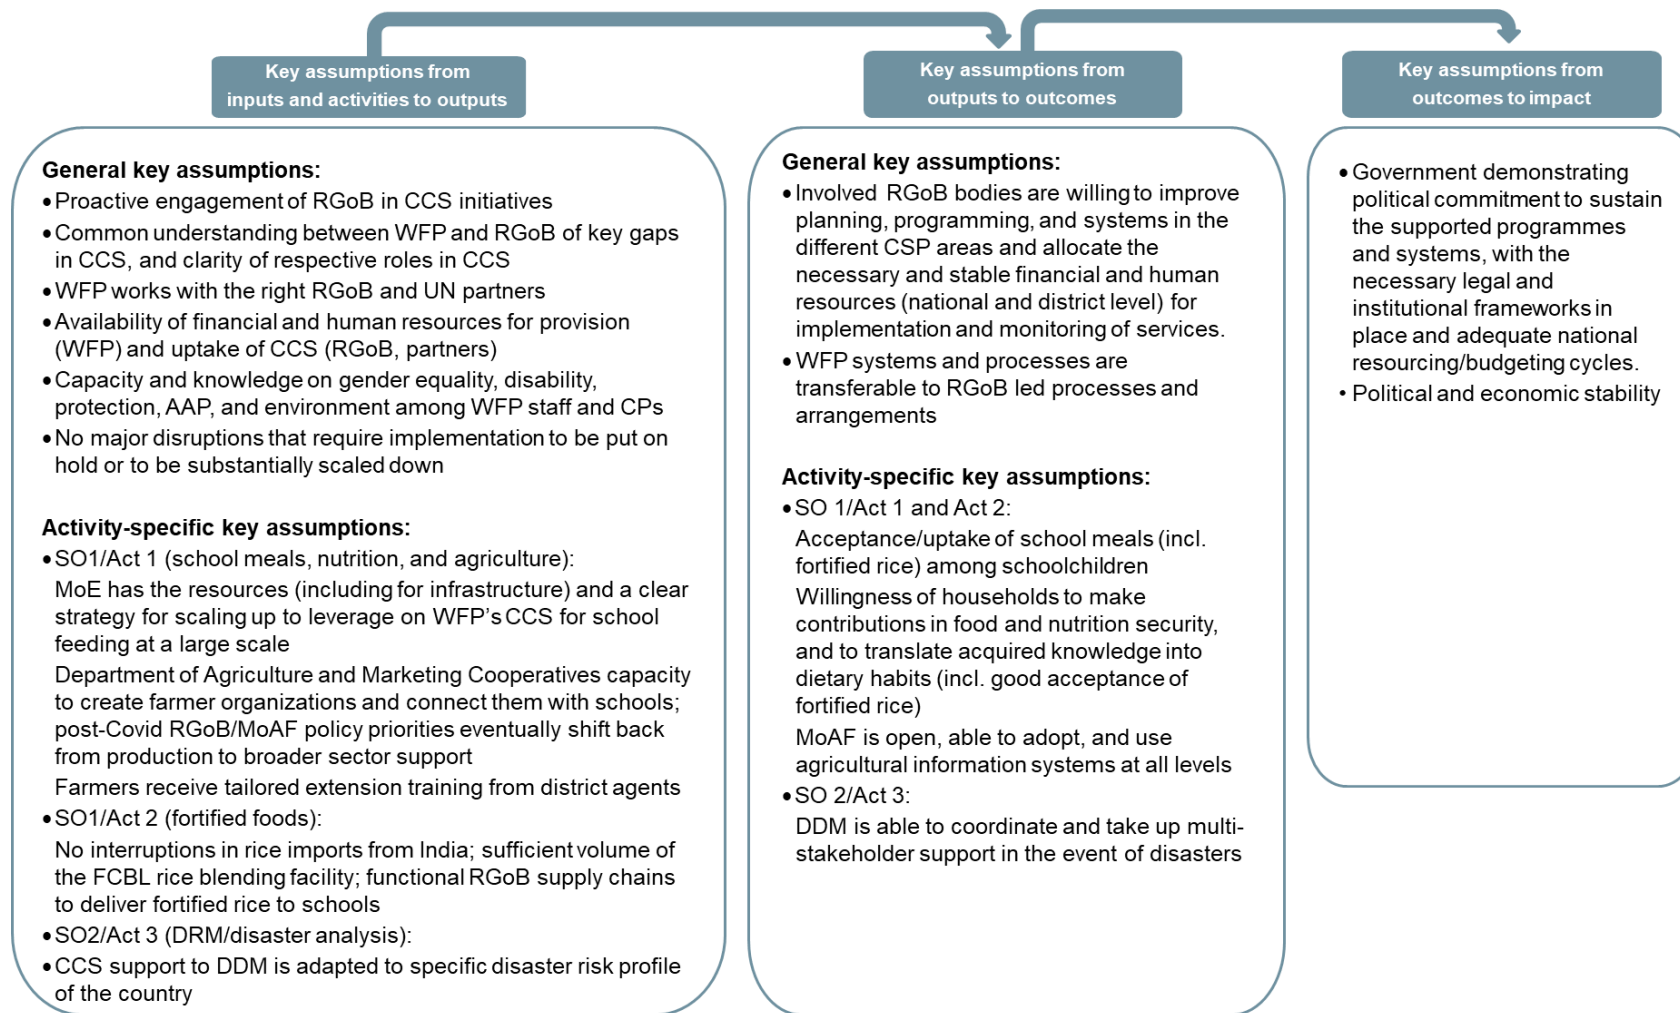 Key assumptions from
inputs and activities to outputs
General key assumptions:
• Proactive engagement of RGoB in CCS initiatives
• Common understanding between WFP and RGoB of key gaps
in CCS, and clarity of respective roles in CCS
• WFP works with the right RGoB and UN partners
• Availability of financial and human resources for provision
(WFP) and uptake of CCS (RGoB, partners)
• Capacity and knowledge on gender equality, disability,
protection, AAP, and environment among WFP staff and CPs
• No major disruptions that require implementation to be put on
hold or to be substantially scaled down
Activity-specific key assumptions:
• SO1/Act 1 (school meals, nutrition, and agriculture):
MoE has the resources (including for infrastructure) and a clear
strategy for scaling up to leverage on WFP's CCS for school
feeding at a large scale
Department of Agriculture and Marketing Cooperatives capacity
to create farmer organizations and connect them with schools;
post-Covid RGoB/MoAF policy priorities eventually shift back
from production to broader sector support
Farmers receive tailored extension training from district agents
• SO1/Act 2 (fortified foods):
No interruptions in rice imports from India; sufficient volume of
the FCBL rice blending facility; functional RGoB supply chains
to deliver fortified rice to schools
• SO2/Act 3 (DRM/disaster analysis):
• CCS support to DDM is adapted to specific disaster risk profile
of the country
Key assumptions from
outputs to outcomes
General key assumptions:
• Involved RGoB bodies are willing to improve
planning, programming, and systems in the
different CSP areas and allocate the
necessary and stable financial and human
resources (national and district level) for
implementation and monitoring of services.
• WFP systems and processes are
transferable to RGoB led processes and
arrangements
Activity-specific key assumptions:
• SO 1/Act 1 and Act 2:
Acceptance/uptake of school meals (incl.
fortified rice) among schoolchildren
Willingness of households to make
contributions in food and nutrition security,
and to translate acquired knowledge into
dietary habits (incl. good acceptance of
fortified rice)
MoAF is open, able to adopt, and use
agricultural information systems at all levels
• SO 2/Act 3:
DDM is able to coordinate and take up multi-
stakeholder support in the event of disasters
Key assumptions from
outcomes to impact
• Government demonstrating
political commitment to sustain
the supported programmes
and systems, with the
necessary legal and
institutional frameworks in
place and adequate national
resourcing/budgeting cycles.
• Political and economic stability